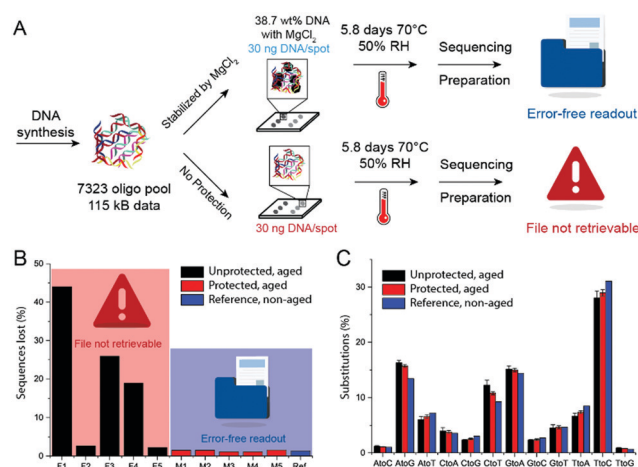 A
DNA
synthesis
7323 oligo pool
115 kB data
Stabilized by MgCl2
No Protection
38.7 wt% DNA
with MgCl2
30 ng DNA/spot
30 ng DNA/spot
5.8 days 70°C
50% RH
Sequencing
Preparation
Error-free readout
5.8 days 70°C
50% RH
Sequencing
Preparation
File not retrievable
B
Sequences lost (%)
50
40
30
20
10
0
Unprotected, aged
Protected, aged
Reference, non-aged
File not retrievable
Error-free readout
E1 E2 E3 E4 E5 M1 M2 M3 M4 M5 Ref
C
Substitutions (%)
30
20
10
0
Unprotected, aged
Protected, aged
Reference, non-aged
AtoC AtoG AtoT CtoA CtoG CtoT GtoA GtoC GtoT TtoA TtoC TtoG